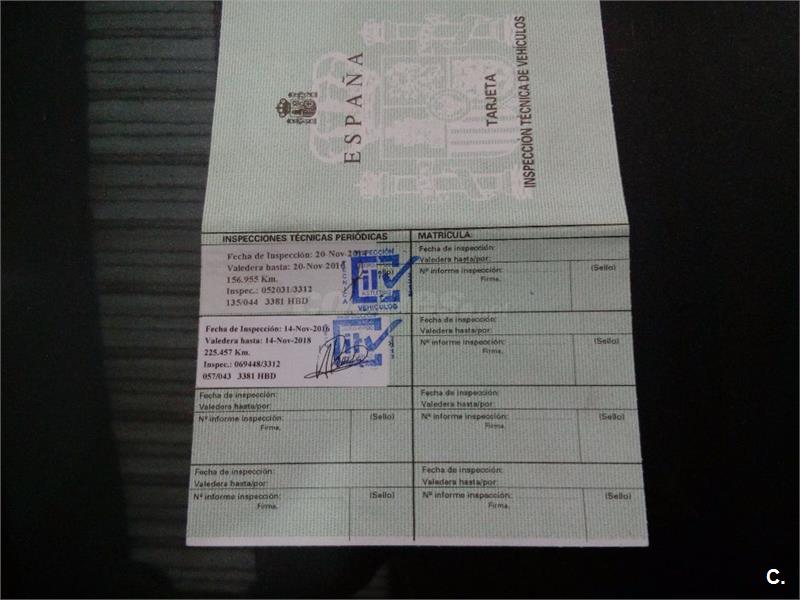 ESPAÑA
TARJETA
INSPECCIÓN TÉCNICA DE VEHÍCULOS
INSPECCIONES TÉCNICAS PERIÓDICAS
Fecha de Inspección: 20-Nov-2014
Valedera hasta: 20-Nov-2016
156.955 Km.
Inspec.: 052031/3312
135/044 3381 HBD
INSPECCIÓN
TÉCNICA
itv
VEHICULOS
Fecha de Inspección: 14-Nov-2016
Valedera hasta: 14-Nov-2018
225.457 Km.
Inspec.: 069448/3312
057/043 3381 HBD
itv
Fecha de inspección:
Valedera hasta/por:
Nº informe inspección:
(Sello)
Firma.
Fecha de inspección:
Valedera hasta/por:
Nº informe inspección:
(Sello)
Firma.
MATRÍCULA:
Fecha de inspección:
Valedera hasta/por:
Nº informe inspección:
(Sello)
Firma.
Fecha de inspección:
Valedera hasta/por:
Nº informe inspección:
(Sello)
Firma.
Fecha de inspección:
Valedera hasta/por:
Nº informe inspección:
(Sello)
Firma.
Fecha de inspección:
Valedera hasta/por:
Nº informe inspección:
(Sello)
Firma.
C.